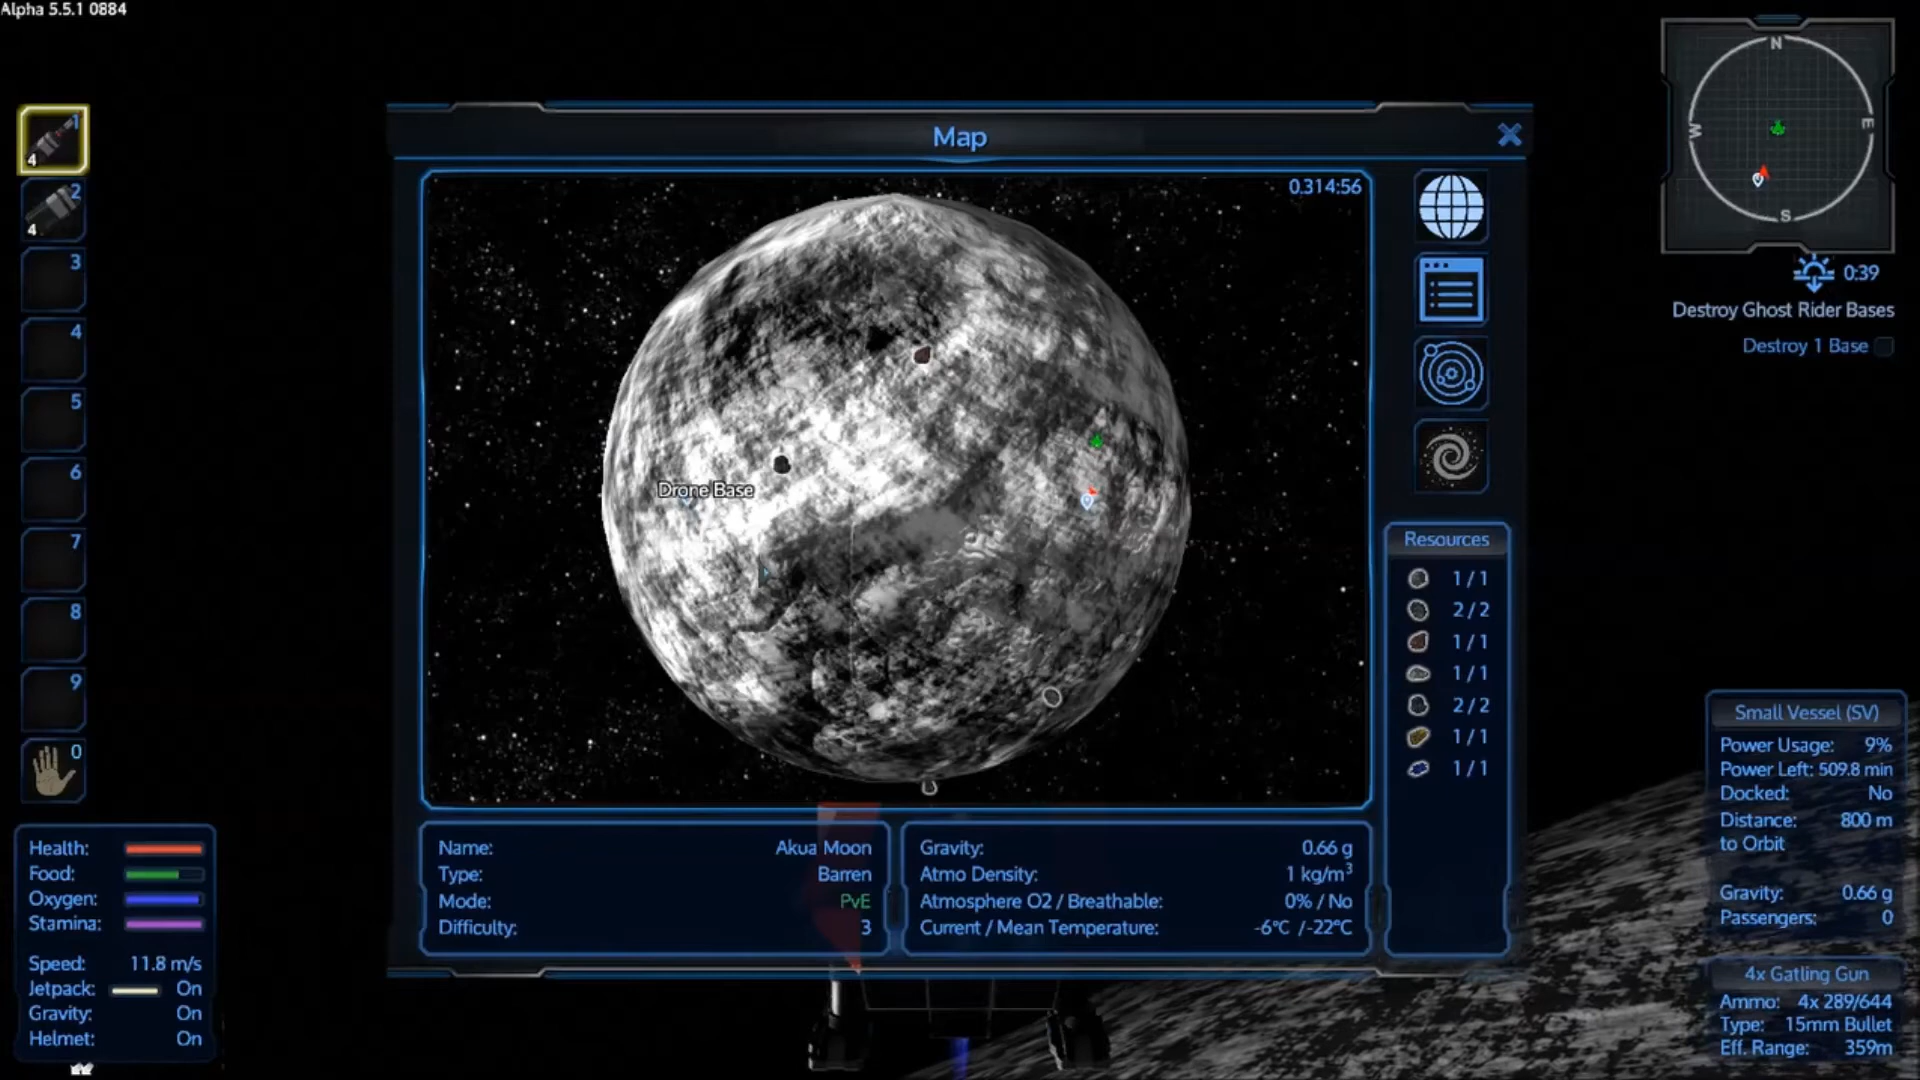 Alpha 5.5.1 0884
1
4
2
4
3
4
5
6
7
8
9
0
Health:
Food:
Oxygen:
Stamina:
Speed: 11.8 m/s
Jetpack: On
Gravity: On
Helmet: On
Map
0.314:56
Drone Base
Name: Akua Moon
Type: Barren
Mode: PvE
Difficulty: 3
Gravity: 0.66 g
Atmo Density: 1 kg/m³
Atmosphere O2 / Breathable: 0% / No
Current / Mean Temperature: -6°C /-22°C
Resources
1 / 1
2 / 2
1 / 1
1 / 1
2 / 2
1 / 1
1 / 1
N
W
E
S
0:39
Destroy Ghost Rider Bases
Destroy 1 Base
Small Vessel (SV)
Power Usage: 9%
Power Left: 509.8 min
Docked: No
Distance: 800 m
to Orbit
Gravity: 0.66 g
Passengers: 0
4x Gatling Gun
Ammo: 4x 289/644
Type: 15mm Bullet
Eff. Range: 359m